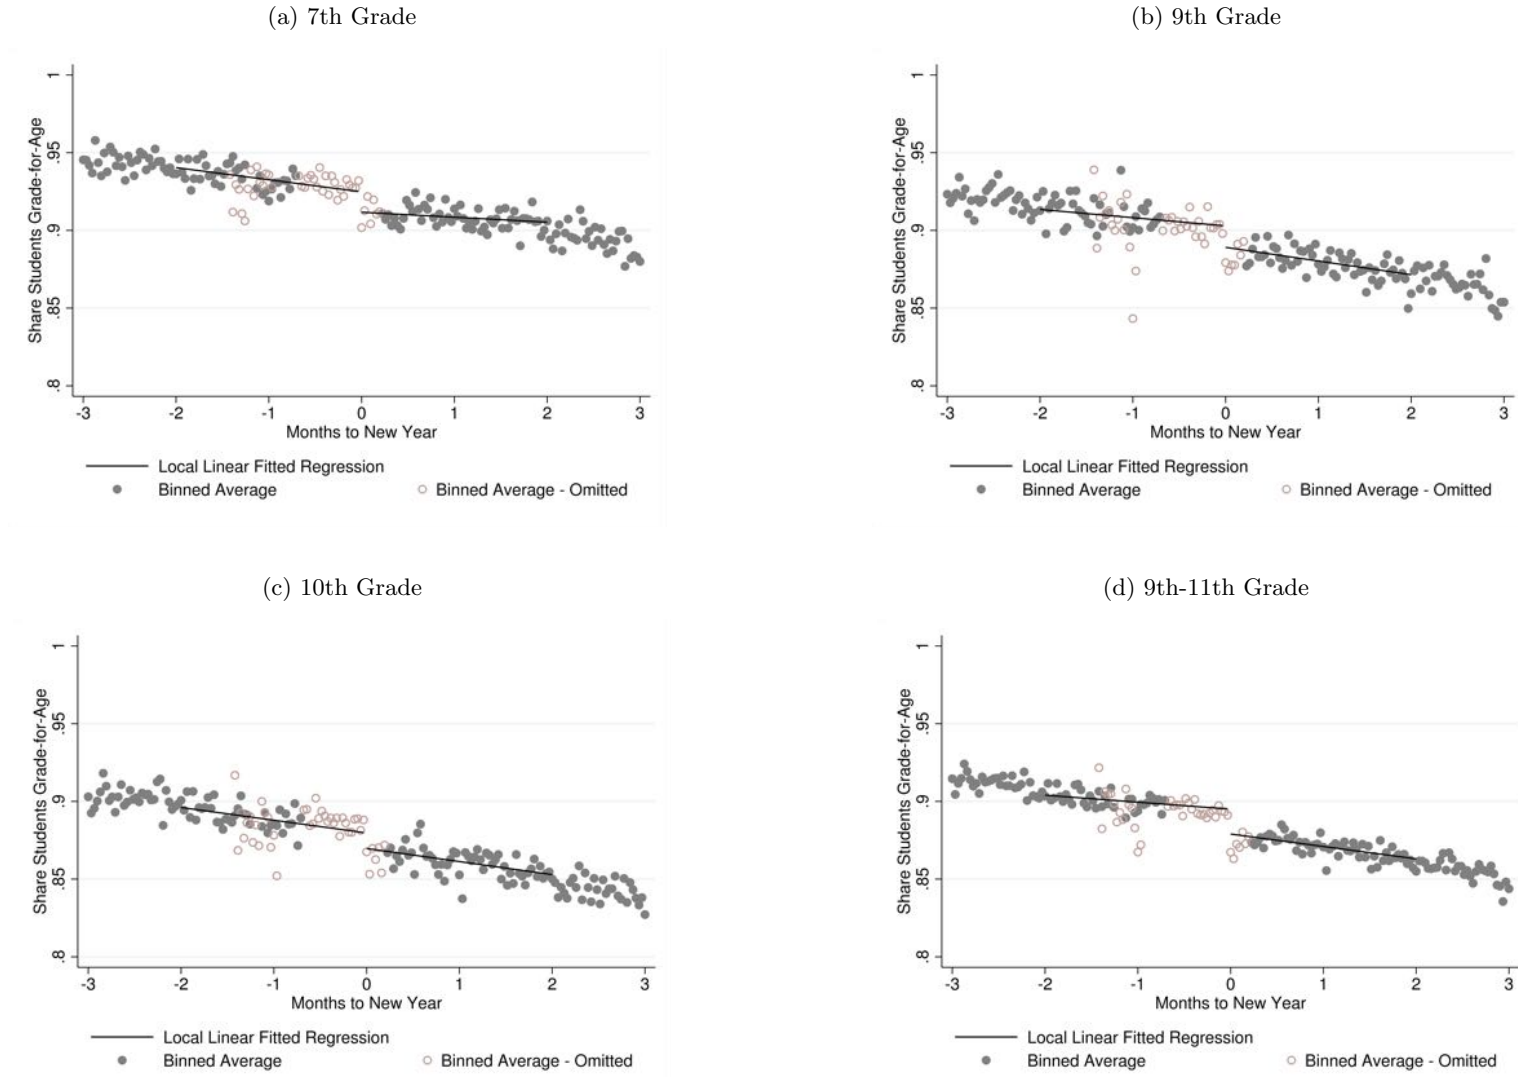 (a) 7th Grade
Share Students Grade-for-Age
1
.95
.9
.85
.8
-3 -2 -1 0 1 2 3
Months to New Year
Local Linear Fitted Regression
Binned Average Binned Average - Omitted
(b) 9th Grade
Share Students Grade-for-Age
1
.95
.9
.85
.8
-3 -2 -1 0 1 2 3
Months to New Year
Local Linear Fitted Regression
Binned Average Binned Average - Omitted
(c) 10th Grade
Share Students Grade-for-Age
1
.95
.9
.85
.8
-3 -2 -1 0 1 2 3
Months to New Year
Local Linear Fitted Regression
Binned Average Binned Average - Omitted
(d) 9th-11th Grade
Share Students Grade-for-Age
1
.95
.9
.85
.8
-3 -2 -1 0 1 2 3
Months to New Year
Local Linear Fitted Regression
Binned Average Binned Average - Omitted